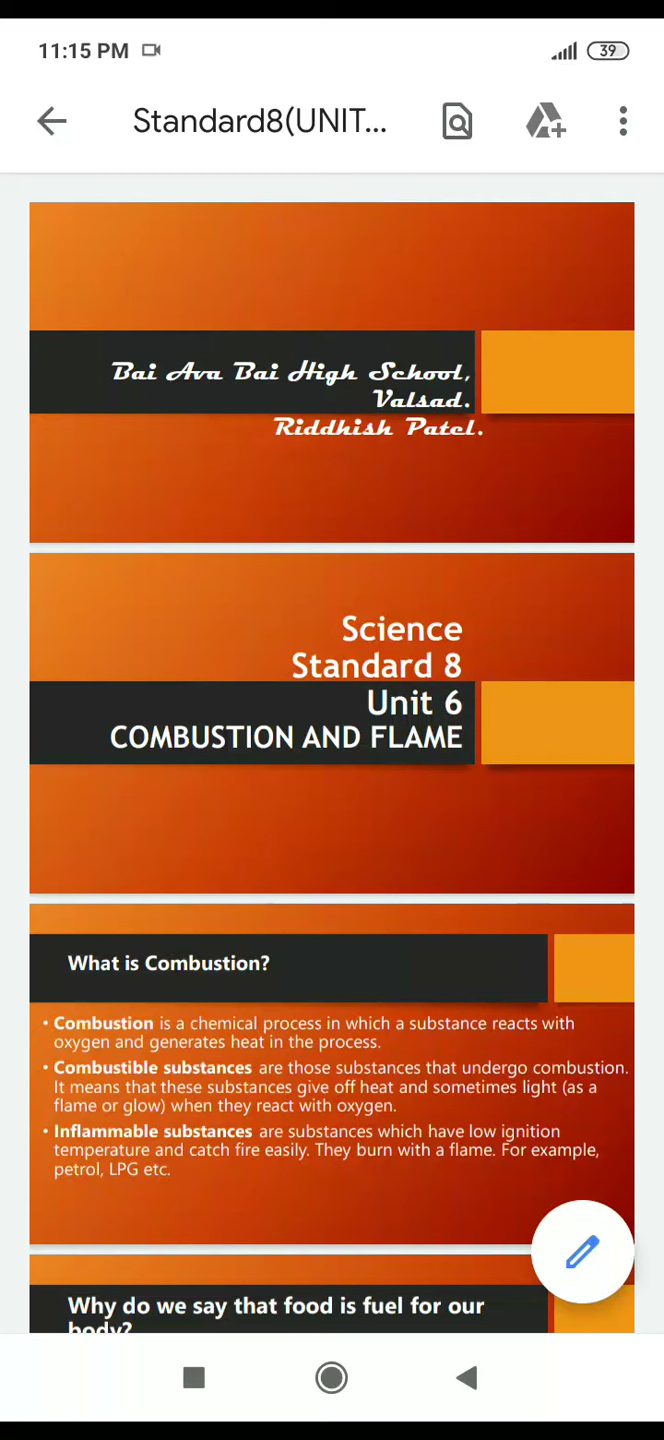 11:15 PM
39
Standard8(UNIT...
Bai Ava Bai High School,
Valsad.
Riddhish Patel.
Science
Standard 8
Unit 6
COMBUSTION AND FLAME
What is Combustion?
• Combustion is a chemical process in which a substance reacts with
oxygen and generates heat in the process.
• Combustible substances are those substances that undergo combustion.
It means that these substances give off heat and sometimes light (as a
flame or glow) when they react with oxygen.
• Inflammable substances are substances which have low ignition
temperature and catch fire easily. They burn with a flame. For example,
petrol, LPG etc.
Why do we say that food is fuel for our
body?